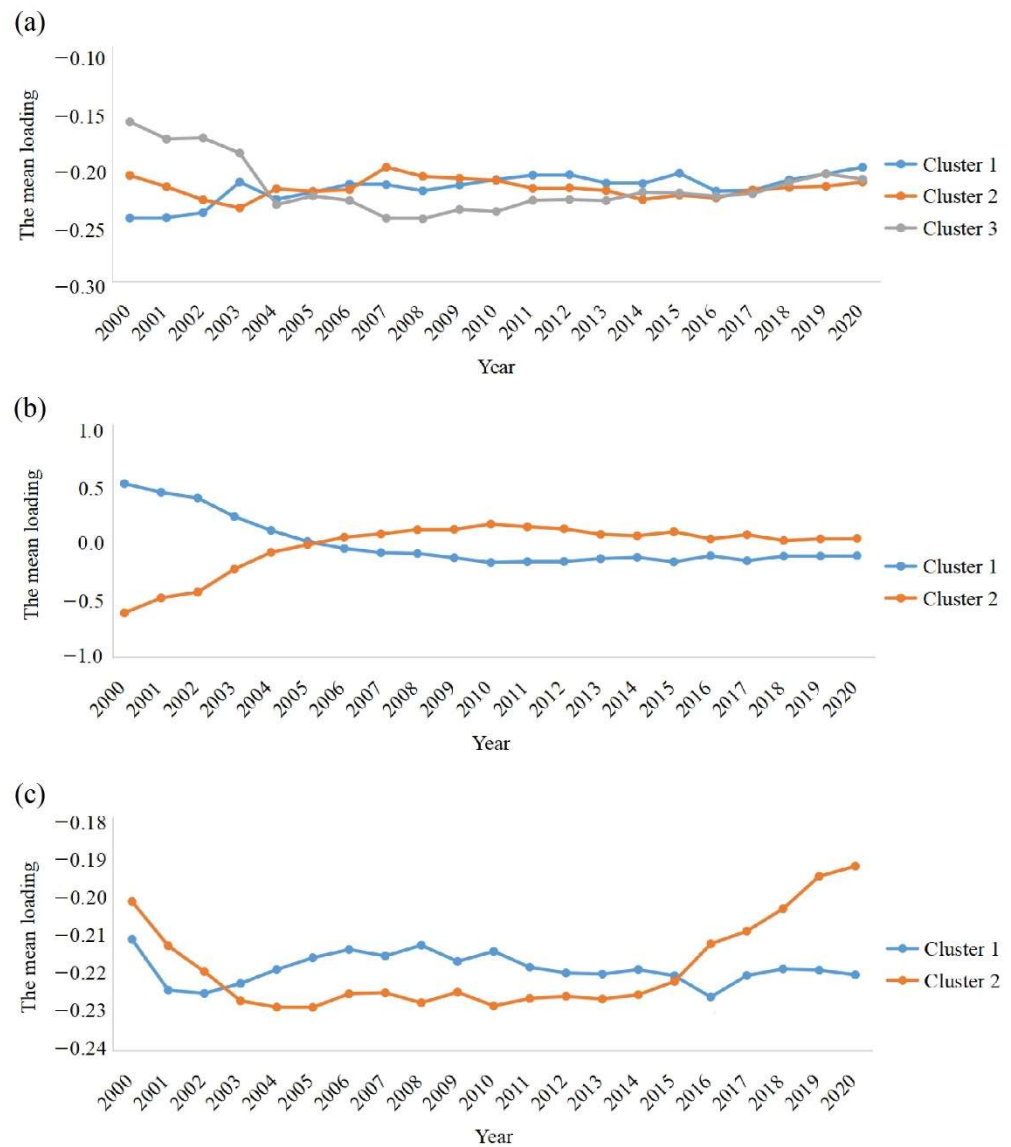 (a)
−0.10
−0.15
−0.20
−0.25
−0.30
The mean loading
Cluster 1
Cluster 2
Cluster 3
2000 2001 2002 2003 2004 2005 2006 2007 2008 2009 2010 2011 2012 2013 2014 2015 2016 2017 2018 2019 2020
Year
(b)
1.0
0.5
0.0
−0.5
−1.0
The mean loading
Cluster 1
Cluster 2
2000 2001 2002 2003 2004 2005 2006 2007 2008 2009 2010 2011 2012 2013 2014 2015 2016 2017 2018 2019 2020
Year
(c)
−0.18
−0.19
−0.20
−0.21
−0.22
−0.23
−0.24
The mean loading
Cluster 1
Cluster 2
2000 2001 2002 2003 2004 2005 2006 2007 2008 2009 2010 2011 2012 2013 2014 2015 2016 2017 2018 2019 2020
Year